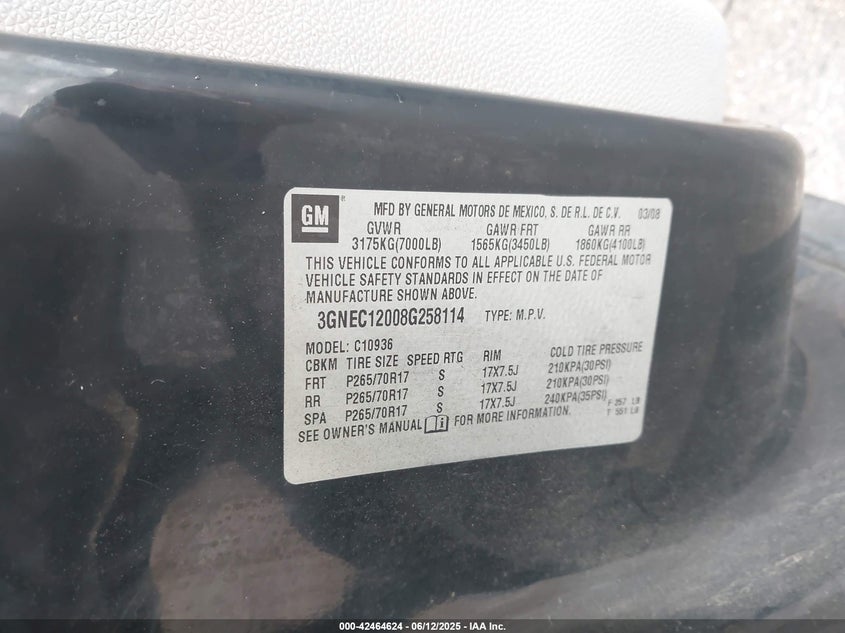 GM ®
MFD BY GENERAL MOTORS DE MEXICO, S. DE R.L. DE C.V. 03/08
GVWR GAWR FRT GAWR RR
3175KG(7000LB) 1565KG(3450LB) 1860KG(4100LB)
THIS VEHICLE CONFORMS TO ALL APPLICABLE U.S. FEDERAL MOTOR
VEHICLE SAFETY STANDARDS IN EFFECT ON THE DATE OF
MANUFACTURE SHOWN ABOVE.
3GNEC12008G258114 TYPE: M.P.V.
MODEL: C10936
CBKM TIRE SIZE SPEED RTG RIM COLD TIRE PRESSURE
FRT P265/70R17 S 17X7.5J 210KPA(30PSI)
RR P265/70R17 S 17X7.5J 210KPA(30PSI)
SPA P265/70R17 S 17X7.5J 240KPA(35PSI)
F 357 LB
T 551 LB
SEE OWNER'S MANUAL FOR MORE INFORMATION.
000-42464624 - 06/12/2025 - IAA Inc.